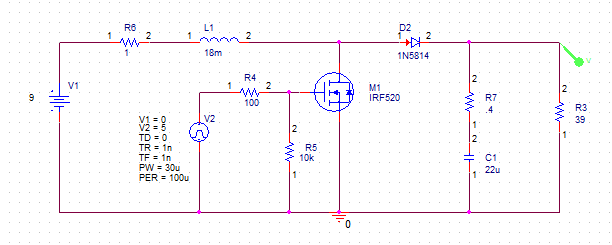 R6
1 2
1
L1
1 2
18m
D2
1 2
1N5814
V
V1
9
R4
1 2
100
M1
IRF520
V2
V1 = 0
V2 = 5
TD = 0
TR = 1n
TF = 1n
PW = 30u
PER = 100u
2
R5
10k
1
2
R7
.4
1
2
C1
22u
1
2
R3
39
1
0